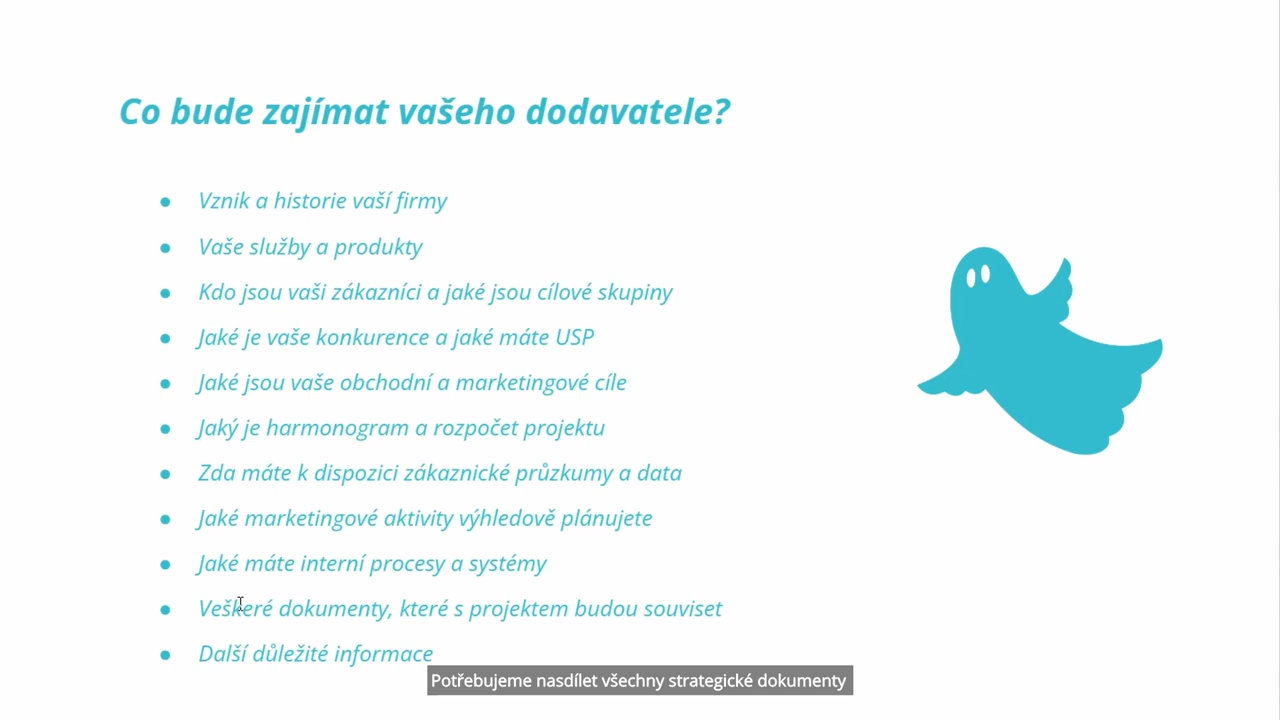 Co bude zajímat vašeho dodavatele?
● Vznik a historie vaší firmy
● Vaše služby a produkty
● Kdo jsou vaši zákazníci a jaké jsou cílové skupiny
● Jaké je vaše konkurence a jaké máte USP
● Jaké jsou vaše obchodní a marketingové cíle
● Jaký je harmonogram a rozpočet projektu
● Zda máte k dispozici zákaznické průzkumy a data
● Jaké marketingové aktivity výhledově plánujete
● Jaké máte interní procesy a systémy
● Veškeré dokumenty, které s projektem budou souviset
● Další důležité informace
Potřebujeme nasdílet všechny strategické dokumenty